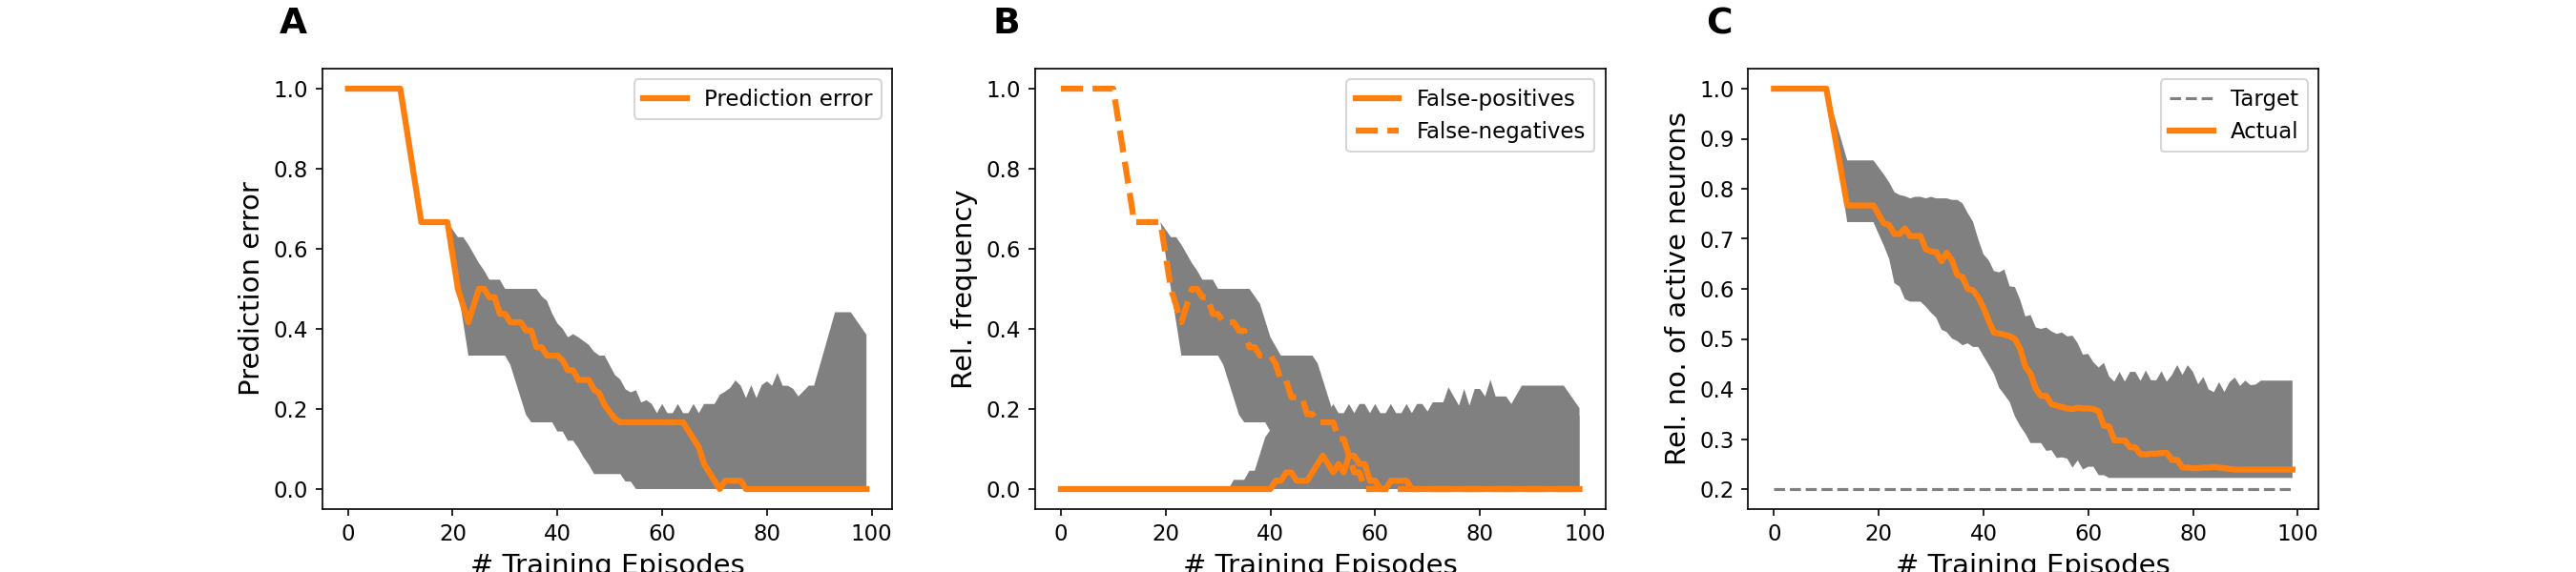 A
Prediction error
1.0
0.8
0.6
0.4
0.2
0.0
0 20 40 60 80 100
# Training Episodes
Prediction error
B
False-positives
False-negatives
1.0
0.8
0.6
0.4
0.2
0.0
0 20 40 60 80 100
# Training Episodes
Rel. frequency
C
Target
Actual
1.0
0.9
0.8
0.7
0.6
0.5
0.4
0.3
0.2
0 20 40 60 80 100
# Training Episodes
Rel. no. of active neurons